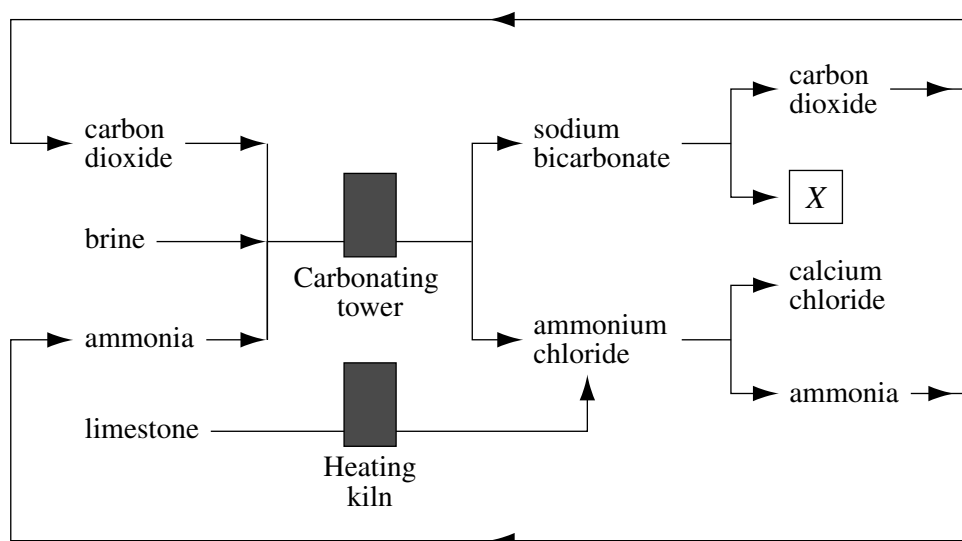 carbon
dioxide
brine
ammonia
limestone
Carbonating
tower
Heating
kiln
sodium
bicarbonate
ammonium
chloride
carbon
dioxide
X
calcium
chloride
ammonia